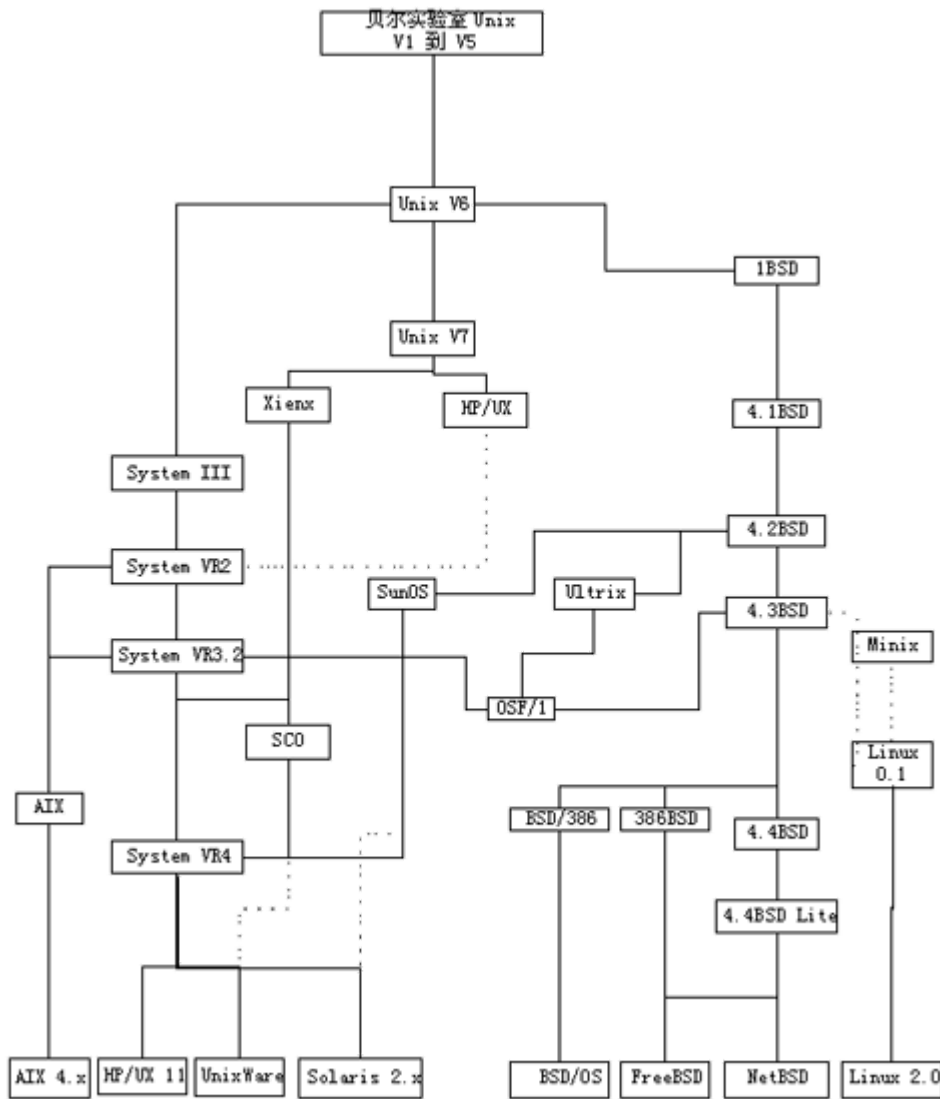 贝尔实验室 Unix
V1 到 V5
Unix V6
1BSD
Unix V7
Xienx
HP/UX
4.1BSD
System III
4.2BSD
System VR2
SunOS
Ultrix
4.3BSD
System VR3.2
Minix
OSF/1
SCO
Linux
0.1
AIX
BSD/386
386BSD
4.4BSD
System VR4
4.4BSD Lite
AIX 4.x
HP/UX 11
UnixWare
Solaris 2.x
BSD/OS
FreeBSD
NetBSD
Linux 2.0